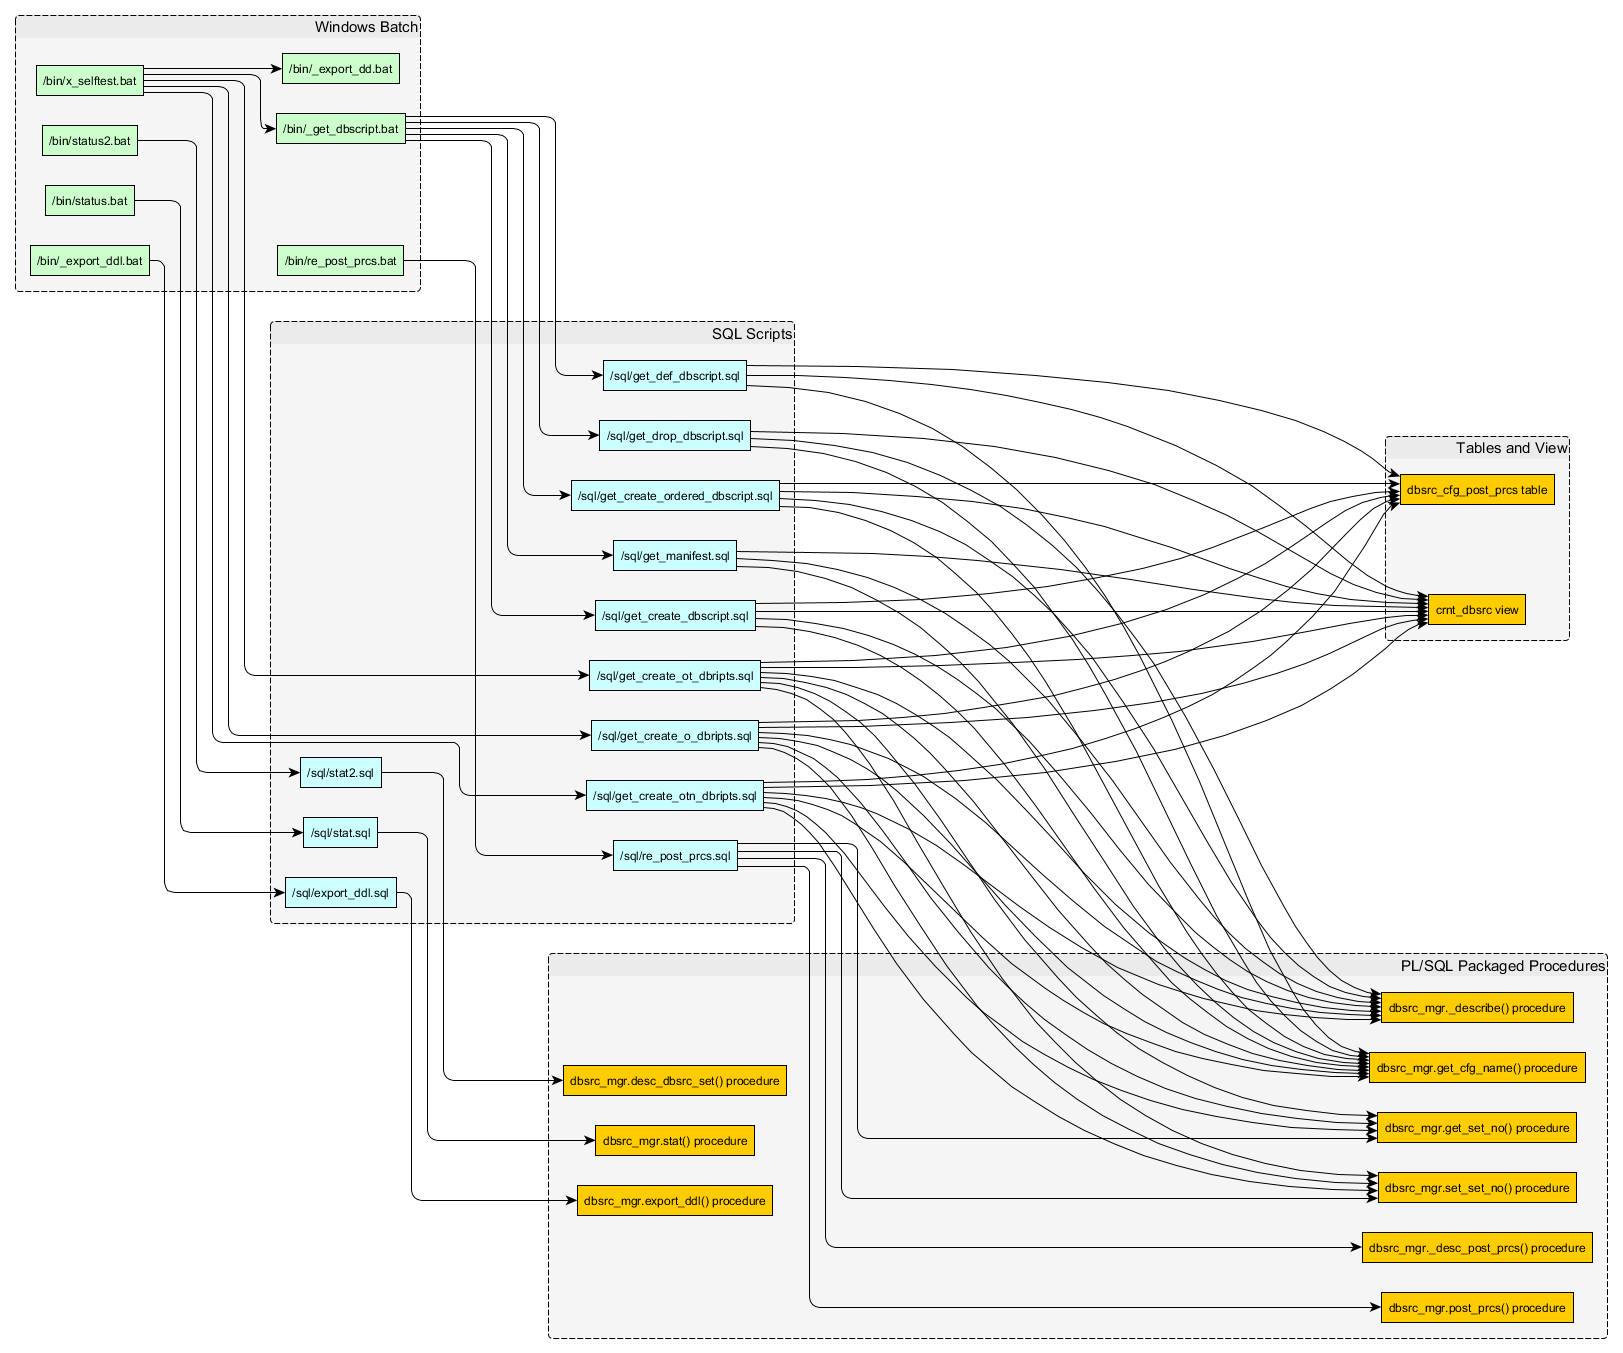 Windows Batch
/bin/_export_dd.bat
/bin/x_selftest.bat
/bin/_get_dbscript.bat
/bin/status2.bat
/bin/status.bat
/bin/_export_ddl.bat
/bin/re_post_prcs.bat
SQL Scripts
/sql/get_def_dbscript.sql
/sql/get_drop_dbscript.sql
/sql/get_create_ordered_dbscript.sql
/sql/get_manifest.sql
/sql/get_create_dbscript.sql
/sql/get_create_ot_dbripts.sql
/sql/get_create_o_dbripts.sql
/sql/stat2.sql
/sql/get_create_otn_dbripts.sql
/sql/stat.sql
/sql/re_post_prcs.sql
/sql/export_ddl.sql
Tables and View
dbsrc_cfg_post_prcs table
crnt_dbsrc view
PL/SQL Packaged Procedures
dbsrc_mgr._describe() procedure
dbsrc_mgr.get_cfg_name() procedure
dbsrc_mgr.desc_dbsrc_set() procedure
dbsrc_mgr.get_set_no() procedure
dbsrc_mgr.stat() procedure
dbsrc_mgr.set_set_no() procedure
dbsrc_mgr.export_ddl() procedure
dbsrc_mgr._desc_post_prcs() procedure
dbsrc_mgr.post_prcs() procedure